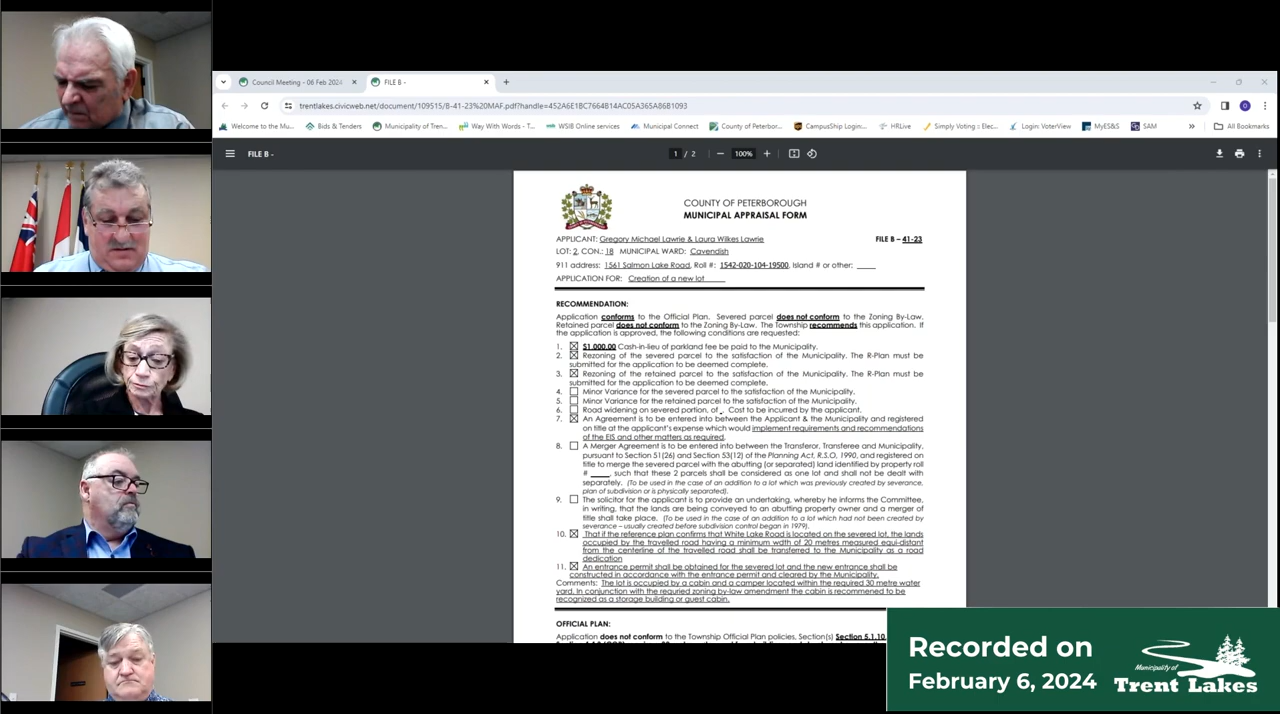 Council Meeting - 06 Feb 2024
FILE B -
trentlakes.civicweb.net/document/109515/B-41-23%20MAF.pdf?handle=452A6E1BC7664B14AC05A365A86B1093
Welcome to the Mu... Bids & Tenders Municipality of Tren... Way With Words - T... WSIB Online services Municipal Connect County of Peterbor... CampusShip Login:... HRLive Simply Voting :: Elec... Login: VoterView MyES&S SAM » All Bookmarks
FILE B - 1 / 2 100%
COUNTY OF PETERBOROUGH
MUNICIPAL APPRAISAL FORM
APPLICANT: Gregory Michael Lawrie & Laura Wilkes Lawrie FILE B – 41-23
LOT: 2, CON.: 18 MUNICIPAL WARD: Cavendish
911 address: 1561 Salmon Lake Road, Roll #: 1542-020-104-19500, Island # or other: ____
APPLICATION FOR: Creation of a new lot
RECOMMENDATION:
Application conforms to the Official Plan. Severed parcel does not conform to the Zoning By-Law.
Retained parcel does not conform to the Zoning By-Law. The Township recommends this application. If
the application is approved, the following conditions are requested:
1. ☒ $1,000.00 Cash-in-lieu of parkland fee be paid to the Municipality.
2. ☒ Rezoning of the severed parcel to the satisfaction of the Municipality. The R-Plan must be
submitted for the application to be deemed complete.
3. ☒ Rezoning of the retained parcel to the satisfaction of the Municipality. The R-Plan must be
submitted for the application to be deemed complete.
4. ☐ Minor Variance for the severed parcel to the satisfaction of the Municipality.
5. ☐ Minor Variance for the retained parcel to the satisfaction of the Municipality.
6. ☐ Road widening on severed portion, of . Cost to be incurred by the applicant.
7. ☒ An Agreement is to be entered into between the Applicant & the Municipality and registered
on title at the applicant's expense which would implement requirements and recommendations
of the EIS and other matters as required.
8. ☐ A Merger Agreement is to be entered into between the Transferor, Transferee and Municipality,
pursuant to Section 51(26) and Section 53(12) of the Planning Act, R.S.O. 1990, and registered on
title to merge the severed parcel with the abutting (or separated) land identified by property roll
# ____, such that these 2 parcels shall be considered as one lot and shall not be dealt with
separately. (To be used in the case of an addition to a lot which was previously created by severance,
plan of subdivision or is physically separated).
9. ☐ The solicitor for the applicant is to provide an undertaking, whereby he informs the Committee,
in writing, that the lands are being conveyed to an abutting property owner and a merger of
title shall take place. (To be used in the case of an addition to a lot which had not been created by
severance – usually created before subdivision control began in 1979).
10. ☒ That if the reference plan confirms that White Lake Road is located on the severed lot, the lands
occupied by the travelled road having a minimum width of 20 metres measured equi-distant
from the centerline of the travelled road shall be transferred to the Municipality as a road
dedication
11. ☒ An entrance permit shall be obtained for the severed lot and the new entrance shall be
constructed in accordance with the entrance permit and cleared by the Municipality.
Comments: The lot is occupied by a cabin and a camper located within the required 30 metre water
yard. In conjunction with the requried zoning by-law amendment the cabin is recommened to be
recognized as a storage building or guest cabin.
OFFICIAL PLAN:
Application does not conform to the Township Official Plan policies, Section(s) Section 5.1.10
Recorded on
February 6, 2024
Municipality of
Trent Lakes